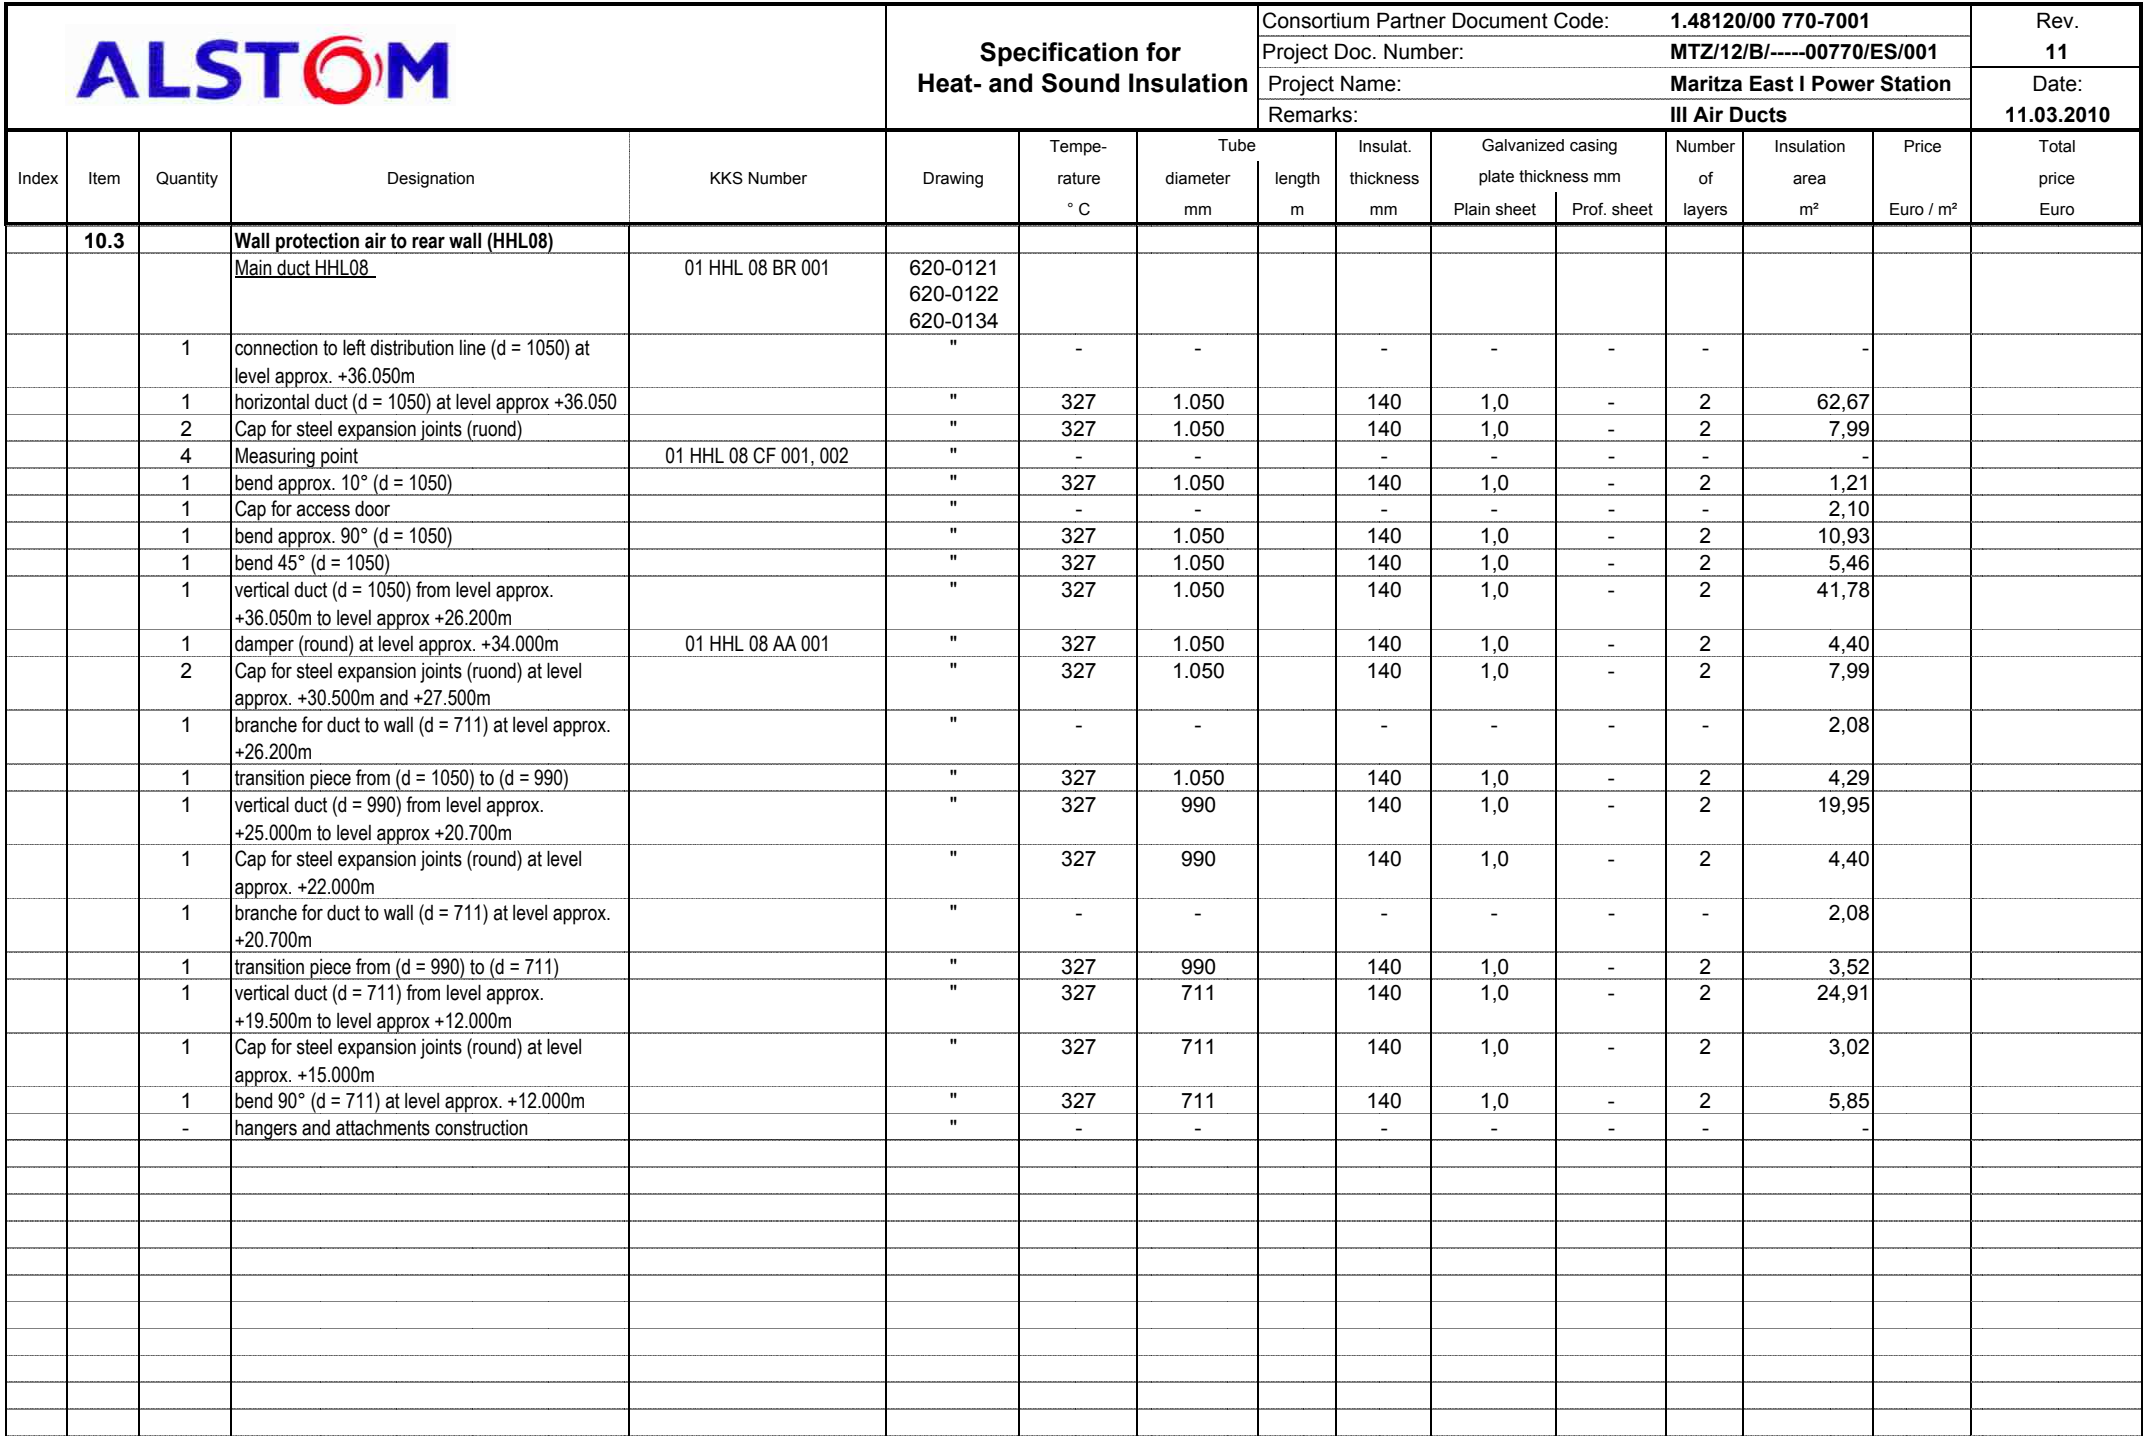 ALSTOM
Specification for
Heat- and Sound Insulation
Consortium Partner Document Code: 1.48120/00 770-7001
Project Doc. Number: MTZ/12/B/-----00770/ES/001
Project Name: Maritza East I Power Station
Remarks: III Air Ducts
Rev.
11
Date:
11.03.2010
Index Item Quantity Designation KKS Number Drawing Tempe-rature ° C Tube diameter mm length m Insulat. thickness mm Galvanized casing plate thickness mm Plain sheet Prof. sheet Number of layers Insulation area m² Price Euro / m² Total price Euro
10.3 Wall protection air to rear wall (HHL08)
Main duct HHL08 01 HHL 08 BR 001 620-0121
620-0122
620-0134
1 connection to left distribution line (d = 1050) at " - - - - - - -
level approx. +36.050m
1 horizontal duct (d = 1050) at level approx +36.050 " 327 1.050 140 1,0 - 2 62,67
2 Cap for steel expansion joints (ruond) " 327 1.050 140 1,0 - 2 7,99
4 Measuring point 01 HHL 08 CF 001, 002 " - - - - - - -
1 bend approx. 10° (d = 1050) " 327 1.050 140 1,0 - 2 1,21
1 Cap for access door " - - - - - - 2,10
1 bend approx. 90° (d = 1050) " 327 1.050 140 1,0 - 2 10,93
1 bend 45° (d = 1050) " 327 1.050 140 1,0 - 2 5,46
1 vertical duct (d = 1050) from level approx. " 327 1.050 140 1,0 - 2 41,78
+36.050m to level approx +26.200m
1 damper (round) at level approx. +34.000m 01 HHL 08 AA 001 " 327 1.050 140 1,0 - 2 4,40
2 Cap for steel expansion joints (ruond) at level " 327 1.050 140 1,0 - 2 7,99
approx. +30.500m and +27.500m
1 branche for duct to wall (d = 711) at level approx. " - - - - - - 2,08
+26.200m
1 transition piece from (d = 1050) to (d = 990) " 327 1.050 140 1,0 - 2 4,29
1 vertical duct (d = 990) from level approx. " 327 990 140 1,0 - 2 19,95
+25.000m to level approx +20.700m
1 Cap for steel expansion joints (round) at level " 327 990 140 1,0 - 2 4,40
approx. +22.000m
1 branche for duct to wall (d = 711) at level approx. " - - - - - - 2,08
+20.700m
1 transition piece from (d = 990) to (d = 711) " 327 990 140 1,0 - 2 3,52
1 vertical duct (d = 711) from level approx. " 327 711 140 1,0 - 2 24,91
+19.500m to level approx +12.000m
1 Cap for steel expansion joints (round) at level " 327 711 140 1,0 - 2 3,02
approx. +15.000m
1 bend 90° (d = 711) at level approx. +12.000m " 327 711 140 1,0 - 2 5,85
- hangers and attachments construction " - - - - - - -